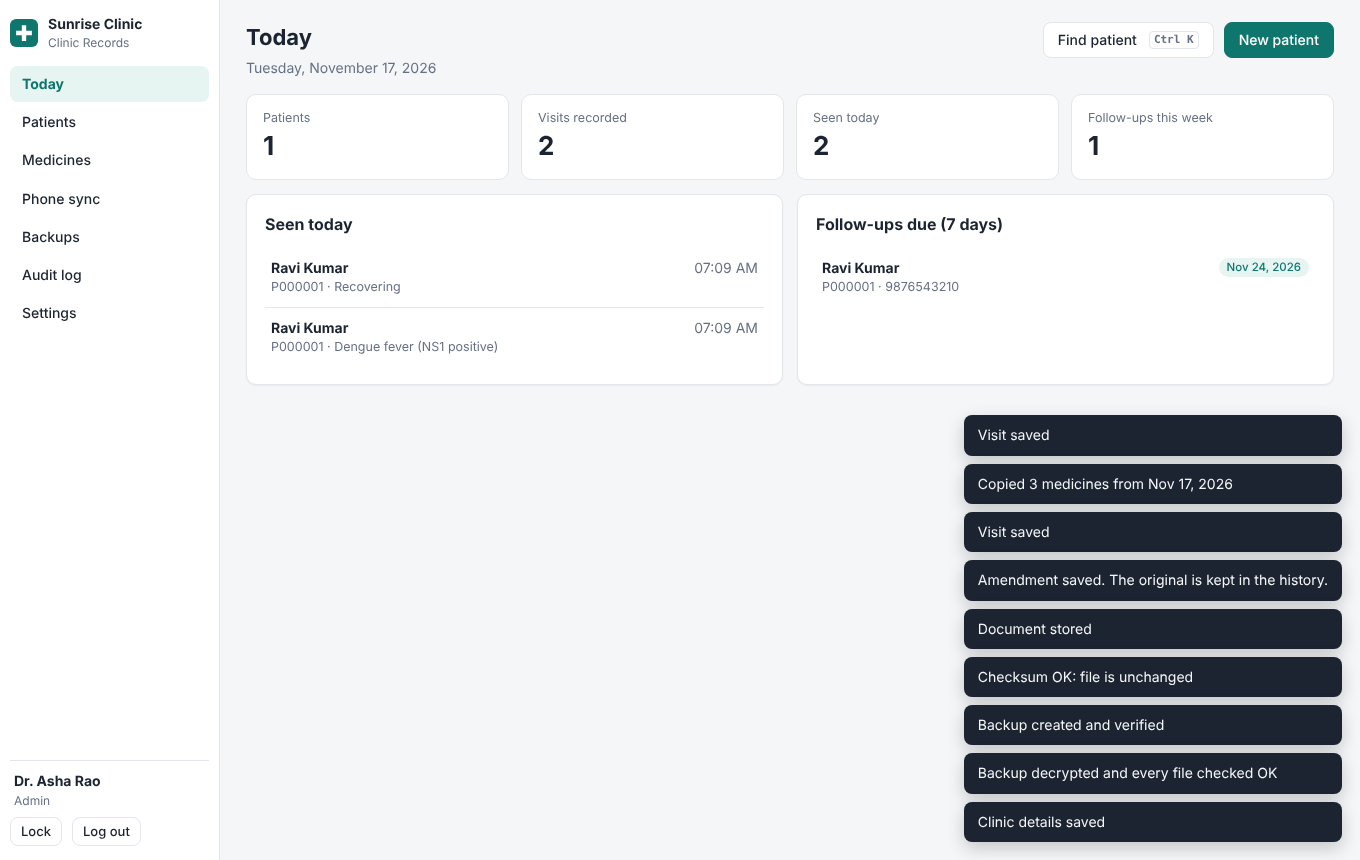 Sunrise Clinic
Clinic Records
Today
Patients
Medicines
Phone sync
Backups
Audit log
Settings
Dr. Asha Rao
Admin
Lock
Log out
Today
Tuesday, November 17, 2026
Find patient Ctrl K
New patient
Patients
1
Visits recorded
2
Seen today
2
Follow-ups this week
1
Seen today
Ravi Kumar 07:09 AM
P000001 · Recovering
Ravi Kumar 07:09 AM
P000001 · Dengue fever (NS1 positive)
Follow-ups due (7 days)
Ravi Kumar Nov 24, 2026
P000001 · 9876543210
Visit saved
Copied 3 medicines from Nov 17, 2026
Visit saved
Amendment saved. The original is kept in the history.
Document stored
Checksum OK: file is unchanged
Backup created and verified
Backup decrypted and every file checked OK
Clinic details saved